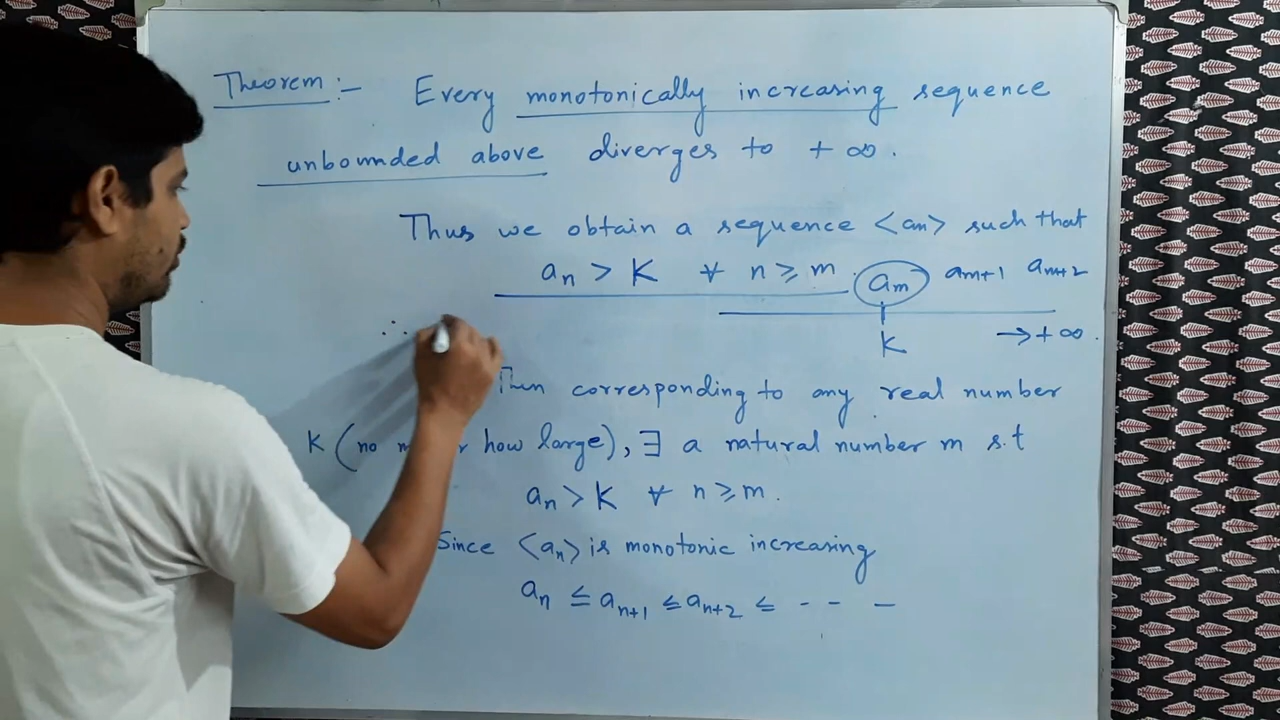 Theorem :- Every monotonically increasing sequence
unbounded above diverges to + ∞.
Thus we obtain a sequence <an> such that
an > K ∀ n ≥ m. am am+1 am+2
K → + ∞.
∴
Then corresponding to any real number
K (no how large), ∃ a natural number m s.t
an > K ∀ n ≥ m.
Since <an> is monotonic increasing
an ≤ an+1 ≤ an+2 ≤ - - -